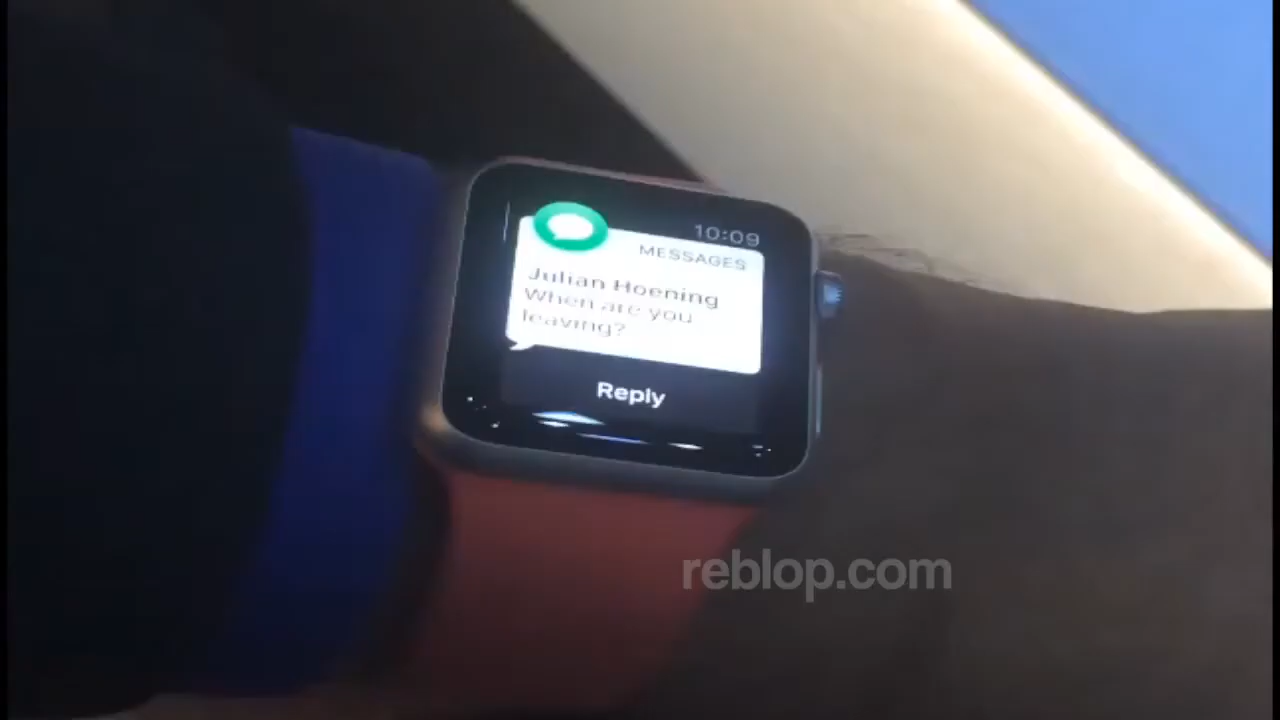 10:09
MESSAGES
Julian Hoening
When are you
leaving?
Reply
reblop.com